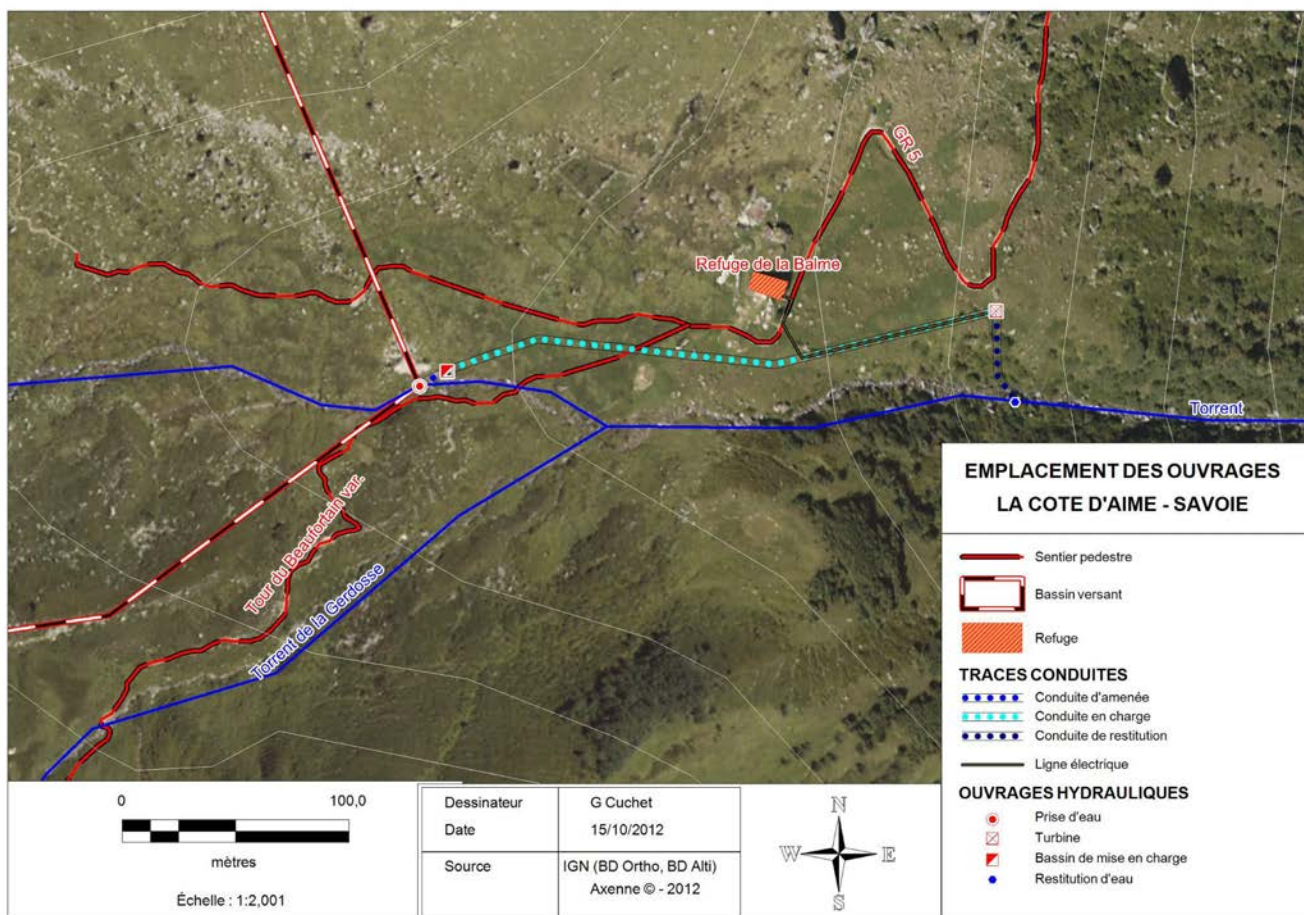 GR 5
Refuge de la Balme
Torrent
Tour du Beaufortain var.
Torrent de la Gerdosse
EMPLACEMENT DES OUVRAGES
LA COTE D'AIME - SAVOIE
Sentier pedestre
Bassin versant
Refuge
TRACES CONDUITES
Conduite d'amenée
Conduite en charge
Conduite de restitution
Ligne électrique
OUVRAGES HYDRAULIQUES
Prise d'eau
Turbine
Bassin de mise en charge
Restitution d'eau
0 100,0
mètres
Échelle : 1:2,001
Dessinateur G Cuchet
Date 15/10/2012
Source IGN (BD Ortho, BD Alti)
Axenne © - 2012
N
W E
S